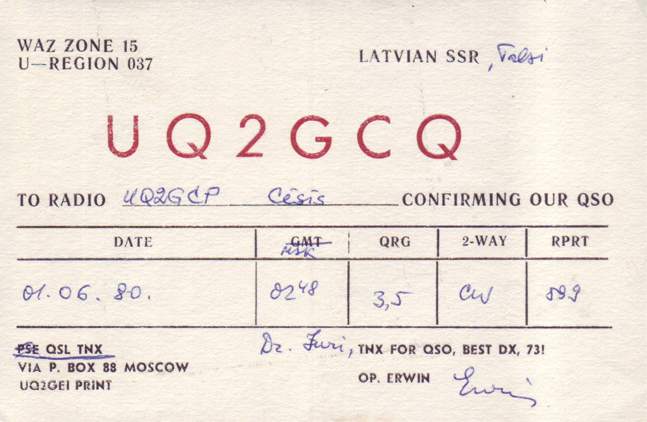 WAZ ZONE 15
U—REGION 037
LATVIAN SSR, Talsi
UQ2GCQ
TO RADIO UQ2GCP Cēsis CONFIRMING OUR QSO
DATE GMT QRG 2-WAY RPRT
MSK
01.06.80. 0248 3,5 CW 599
Dr. Juri, TNX FOR QSO, BEST DX, 73!
PSE QSL TNX
VIA P. BOX 88 MOSCOW
UQ2GEI PRINT
OP. ERWIN Erwin